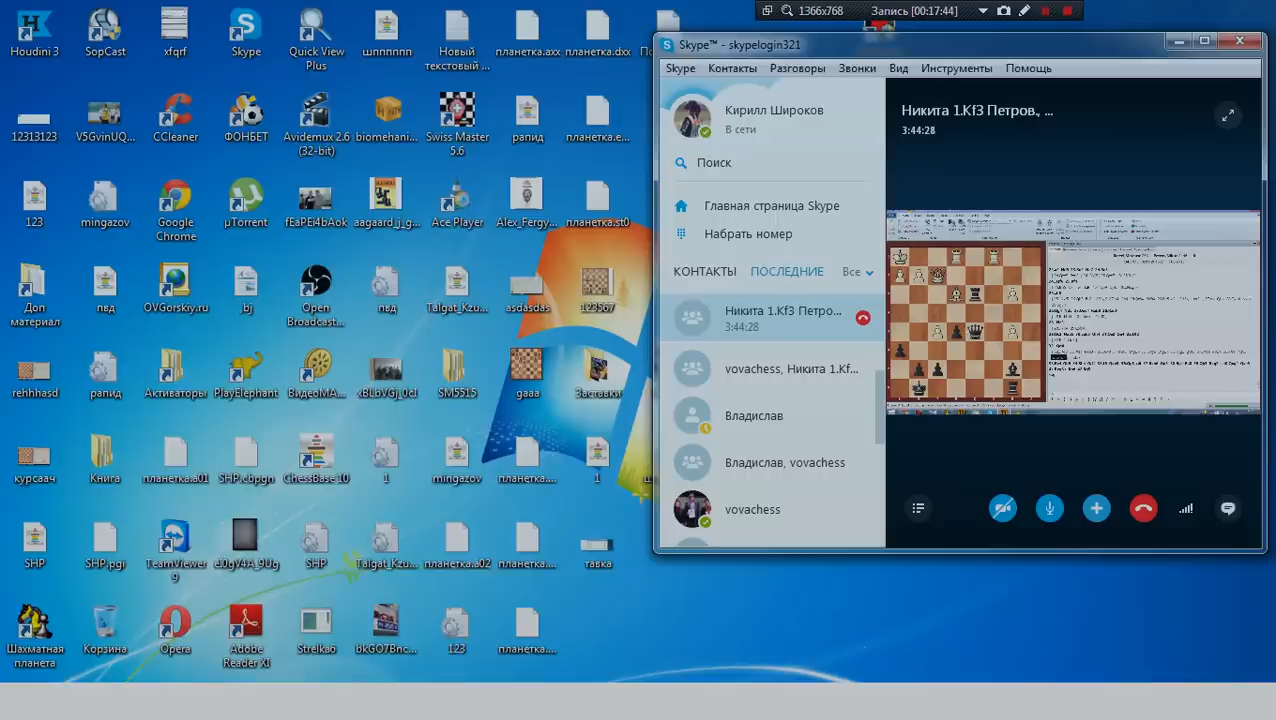 1366x768
Запись [00:17:44]
Houdini 3
SopCast
xfqrf
Skype
Quick View
Plus
шпппппп
Новый
текстовый ...
планетка.axx
планетка.dxx
12313123
V5GvinUQ...
CCleaner
ФОНБЕТ
Avidemux 2.6
(32-bit)
biomehani...
Swiss Master
5.6
рапид
планетка.e...
123
mingazov
Google
Chrome
µTorrent
fEaPEi4bAok
aagaard_j_g...
Ace Player
Alex_Fergy...
планетка.st0
Доп
материал
пвд
OVGorskiy.ru
.bj
Open
Broadcast...
пвд
Talgat_Kzu...
asdasdas
123567
rehhhasd
рапид
Активаторы
PlayElephant
ВидеоМА...
xBLbVGj_0cI
SM5515
gaaa
Заставки
курсаач
Книга
планетка.a01
SHP.cbpgn
ChessBase 10
1
mingazov
планетка....
1
SHP
SHP.pgi
TeamViewer
9
SHP
Talgat_Kzu...
планетка.a02
планетка....
тавка
Шахматная
планета
Корзина
Opera
Adobe
Reader XI
Strelka6
bkGO7Bnc...
123
планетка....
Skype™ - skypelogin321
Skype Контакты Разговоры Звонки Вид Инструменты Помощь
Кирилл Широков
В сети
Поиск
Главная страница Skype
Набрать номер
КОНТАКТЫ ПОСЛЕДНИЕ Все
Никита 1.Kf3 Петро...
3:44:28
vovachess, Никита 1.Kf...
Владислав
Владислав, vovachess
vovachess
Никита 1.Kf3 Петров, ...
3:44:28